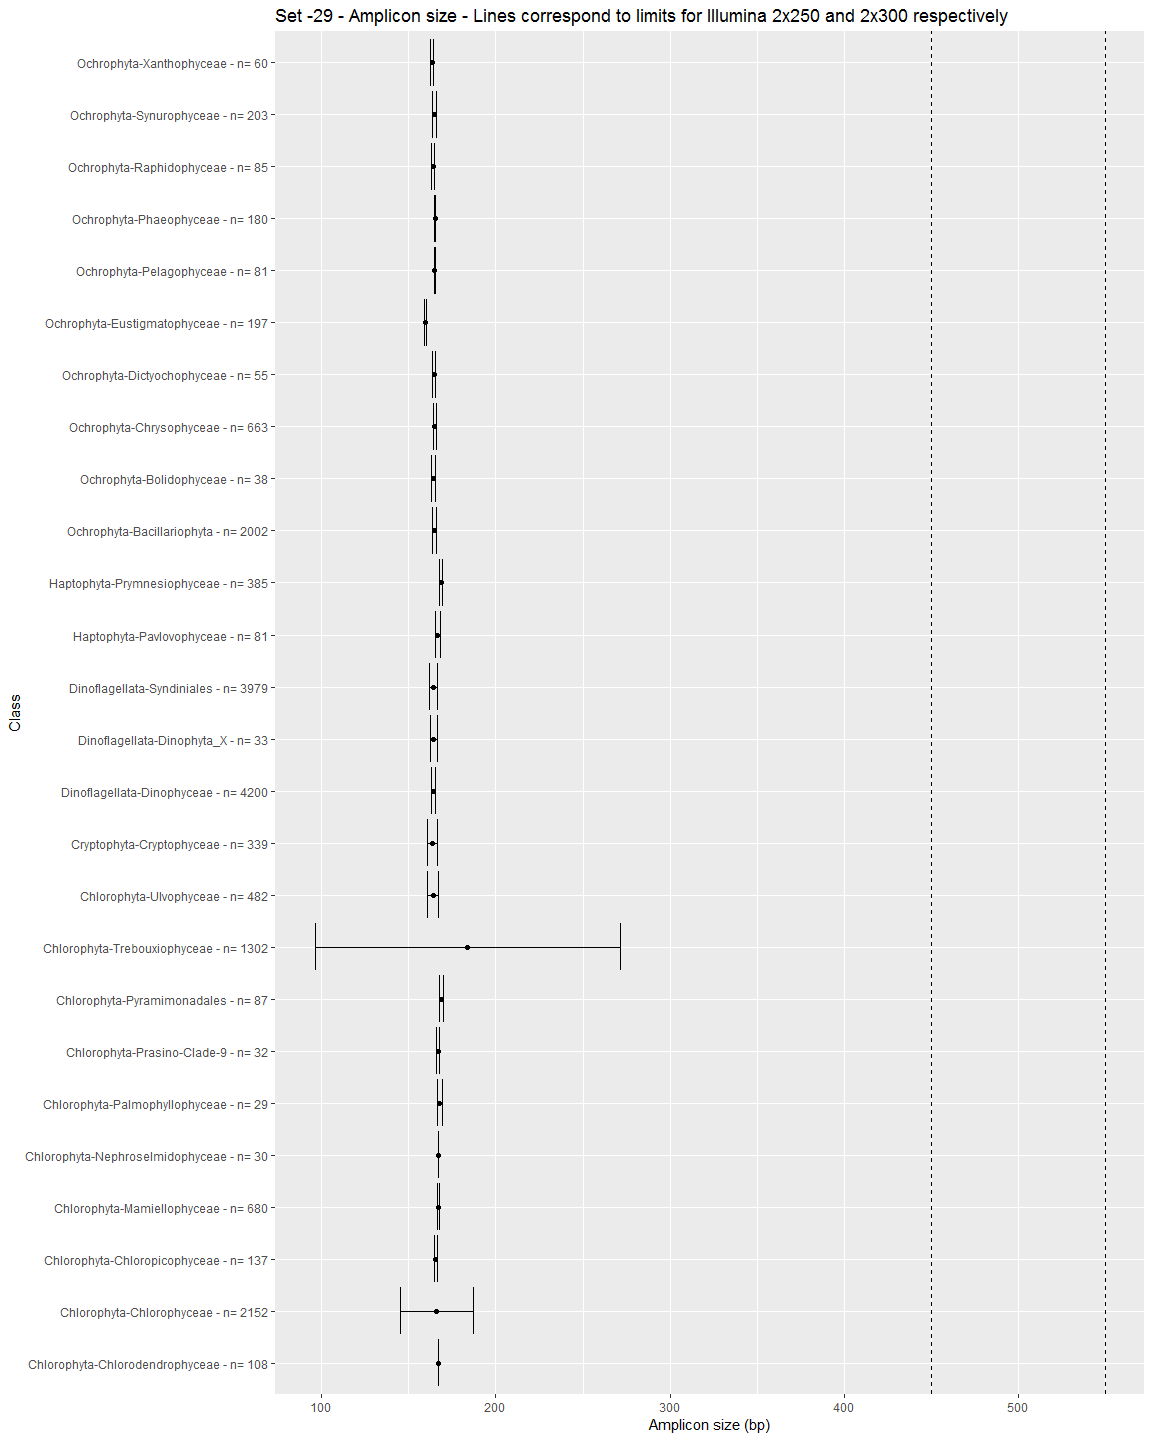 Set -29 - Amplicon size - Lines correspond to limits for Illumina 2x250 and 2x300 respectively
Ochrophyta-Xanthophyceae - n= 60
Ochrophyta-Synurophyceae - n= 203
Ochrophyta-Raphidophyceae - n= 85
Ochrophyta-Phaeophyceae - n= 180
Ochrophyta-Pelagophyceae - n= 81
Ochrophyta-Eustigmatophyceae - n= 197
Ochrophyta-Dictyochophyceae - n= 55
Ochrophyta-Chrysophyceae - n= 663
Ochrophyta-Bolidophyceae - n= 38
Ochrophyta-Bacillariophyta - n= 2002
Haptophyta-Prymnesiophyceae - n= 385
Haptophyta-Pavlovophyceae - n= 81
Dinoflagellata-Syndiniales - n= 3979
Dinoflagellata-Dinophyta_X - n= 33
Dinoflagellata-Dinophyceae - n= 4200
Cryptophyta-Cryptophyceae - n= 339
Chlorophyta-Ulvophyceae - n= 482
Chlorophyta-Trebouxiophyceae - n= 1302
Chlorophyta-Pyramimonadales - n= 87
Chlorophyta-Prasino-Clade-9 - n= 32
Chlorophyta-Palmophyllophyceae - n= 29
Chlorophyta-Nephroselmidophyceae - n= 30
Chlorophyta-Mamiellophyceae - n= 680
Chlorophyta-Chloropicophyceae - n= 137
Chlorophyta-Chlorophyceae - n= 2152
Chlorophyta-Chlorodendrophyceae - n= 108
Class
100 200 300 400 500
Amplicon size (bp)